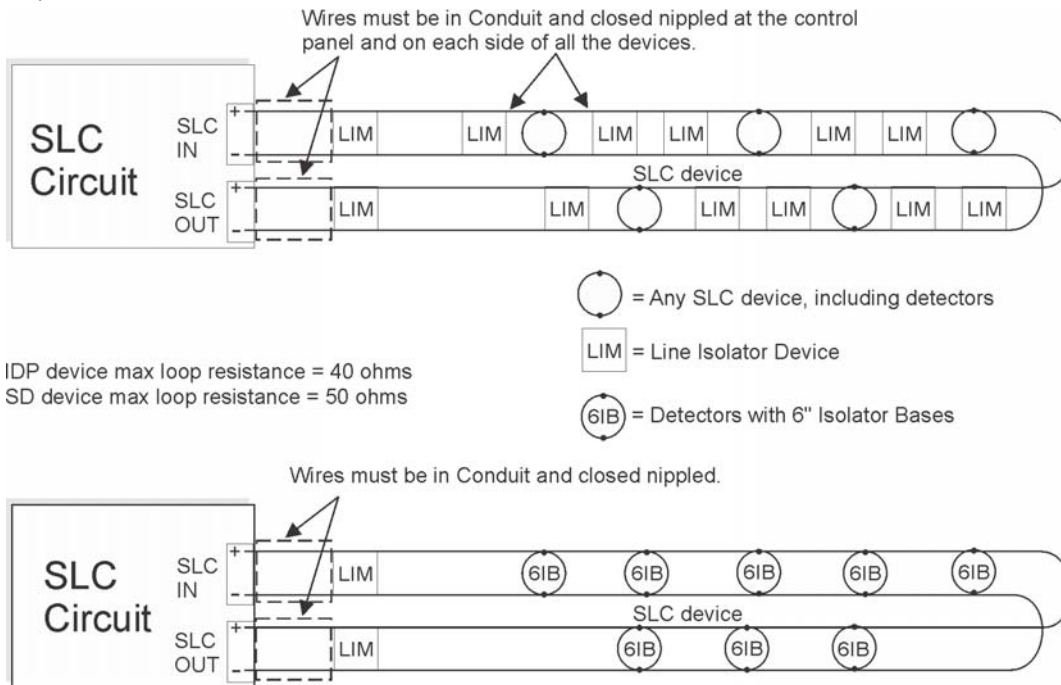 Wires must be in Conduit and closed nippled at the control
panel and on each side of all the devices.
SLC
Circuit
SLC
IN
+
-
LIM
LIM
LIM
LIM
LIM
LIM
SLC device
SLC
OUT
+
-
LIM
LIM
LIM
LIM
LIM
LIM
= Any SLC device, including detectors
LIM = Line Isolator Device
6IB = Detectors with 6" Isolator Bases
IDP device max loop resistance = 40 ohms
SD device max loop resistance = 50 ohms
Wires must be in Conduit and closed nippled.
SLC
Circuit
SLC
IN
+
-
LIM
6IB
6IB
6IB
6IB
6IB
SLC device
SLC
OUT
+
-
LIM
6IB
6IB
6IB